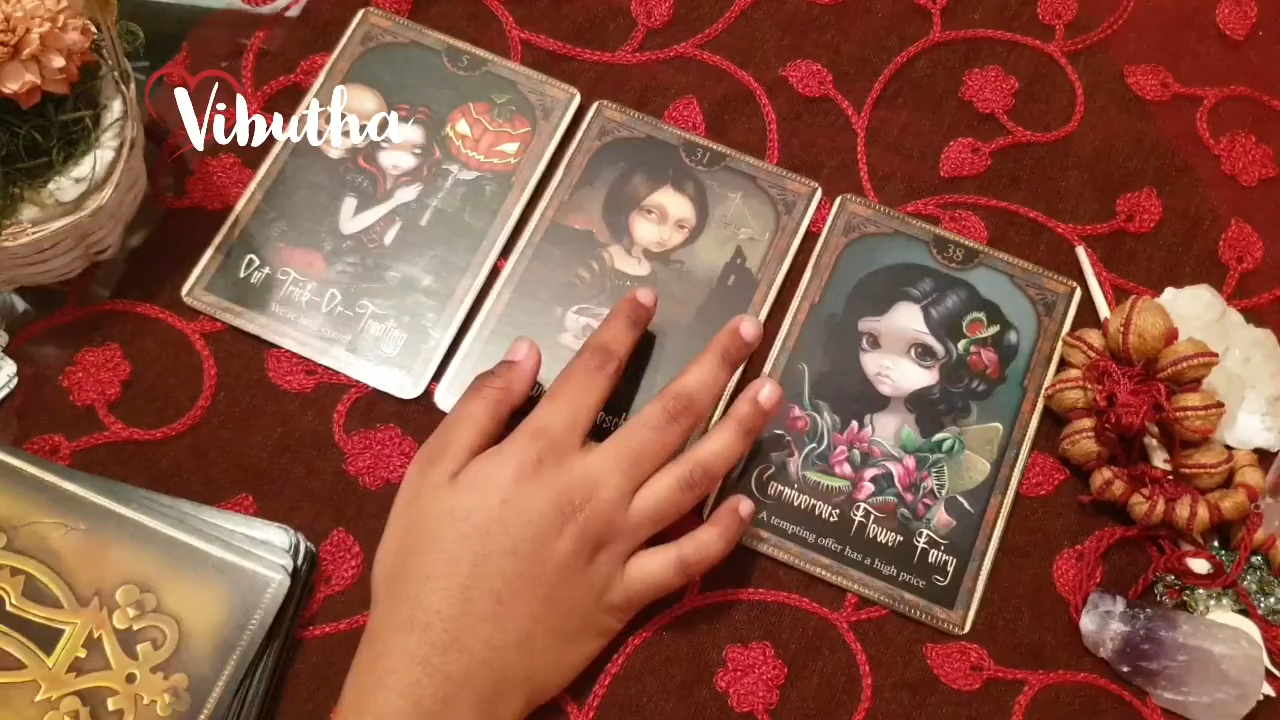 Vibutha
5
Out Trick-Or-Treating
31
38
Carnivorous Flower Fairy
A tempting offer has a high price